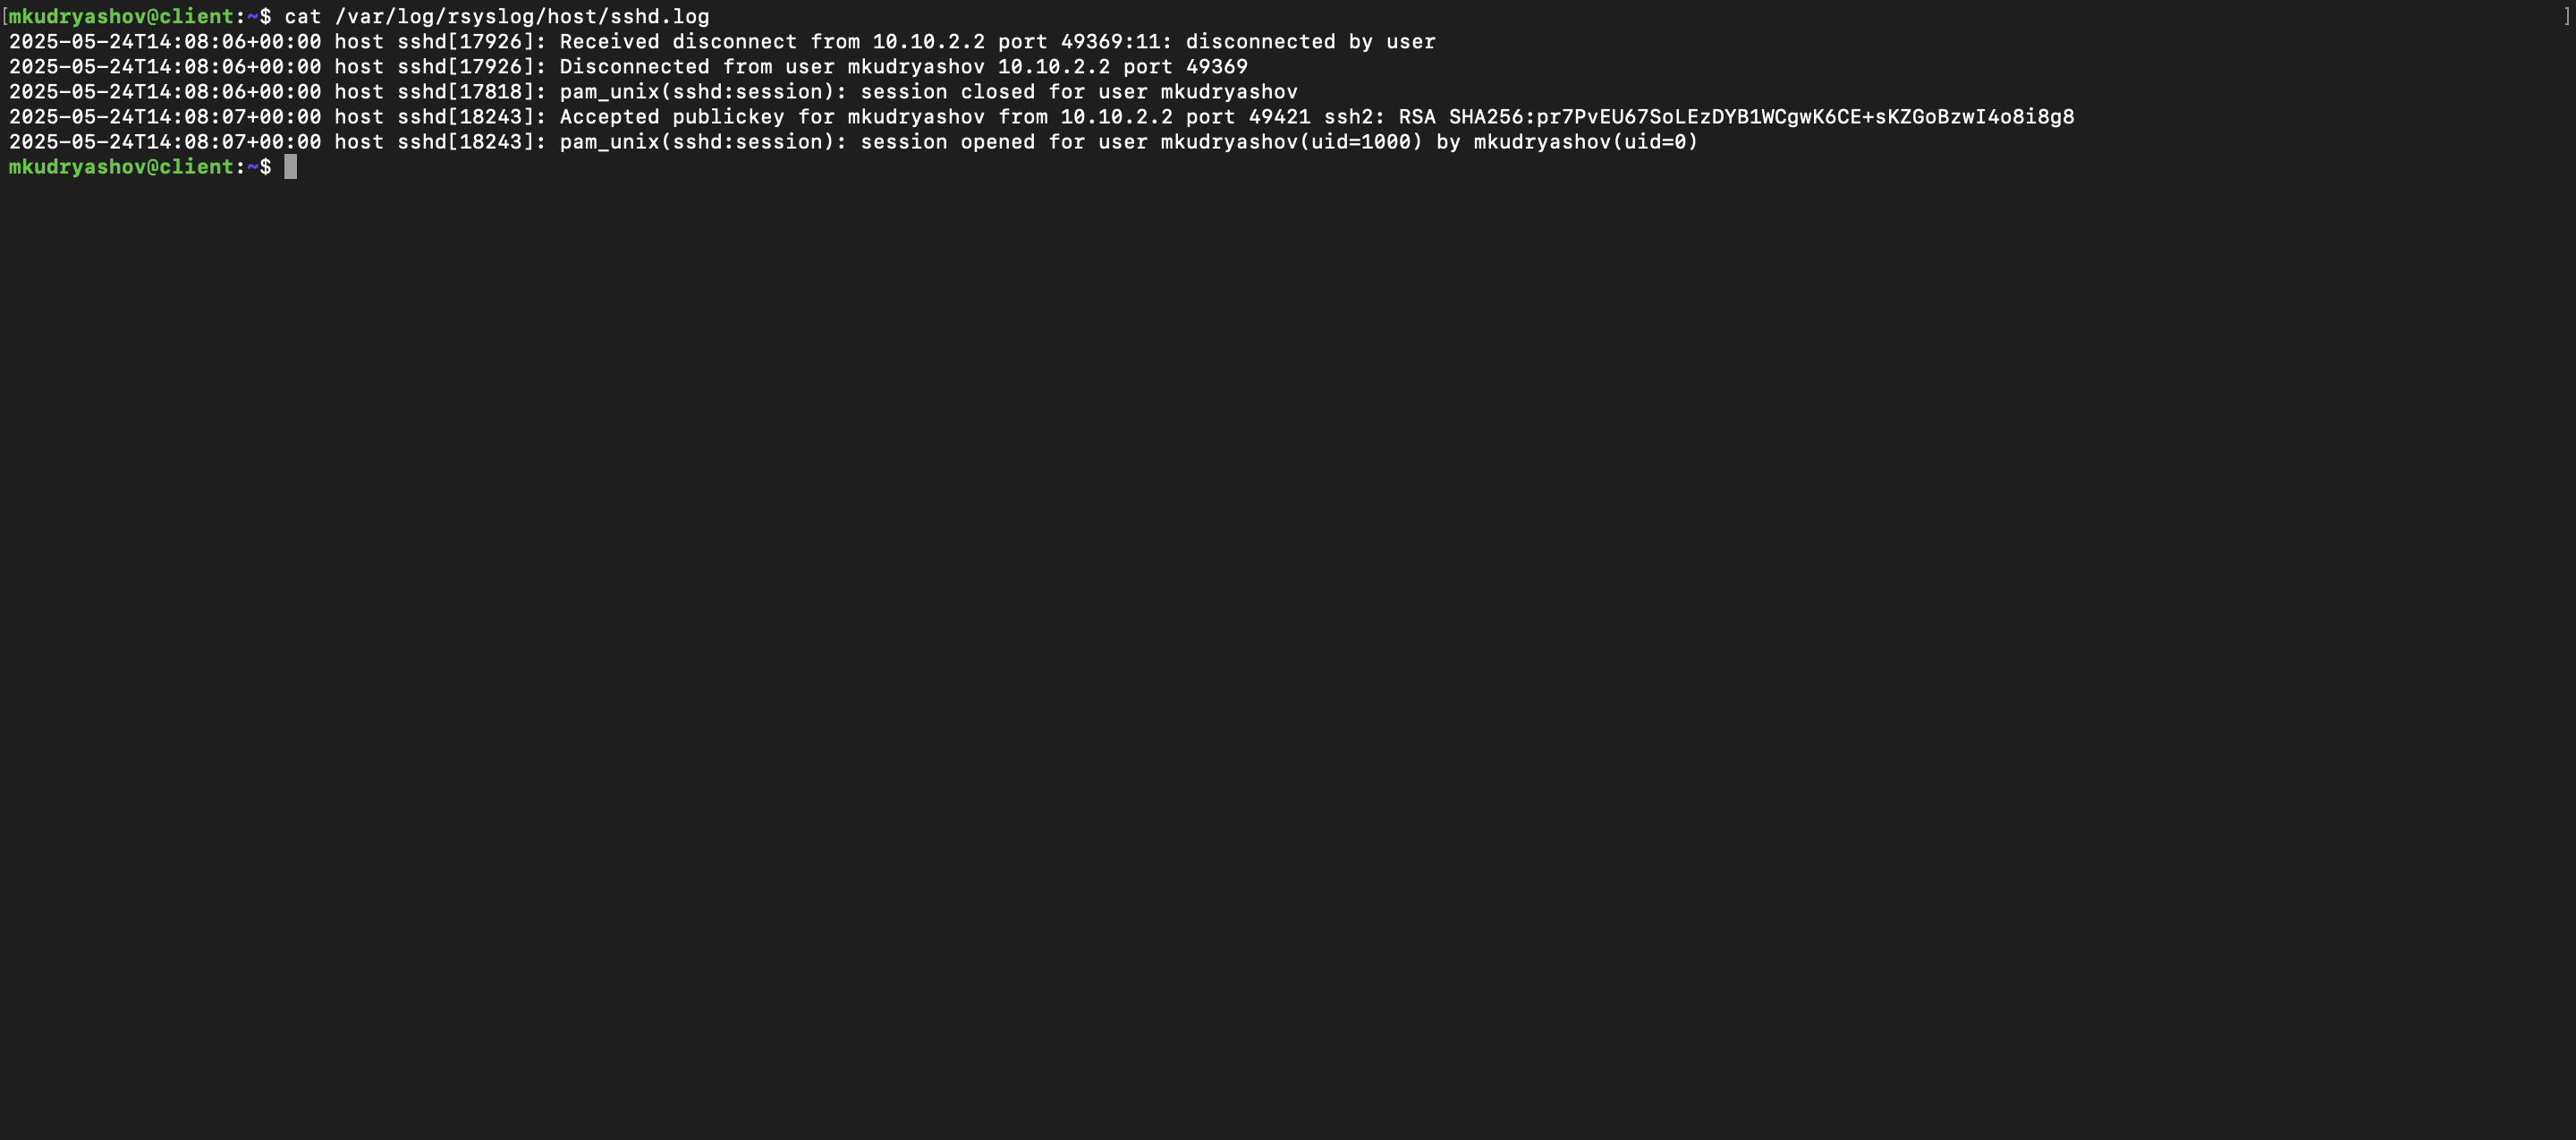 [mkudryashov@client:~$ cat /var/log/rsyslog/host/sshd.log ]
2025-05-24T14:08:06+00:00 host sshd[17926]: Received disconnect from 10.10.2.2 port 49369:11: disconnected by user
2025-05-24T14:08:06+00:00 host sshd[17926]: Disconnected from user mkudryashov 10.10.2.2 port 49369
2025-05-24T14:08:06+00:00 host sshd[17818]: pam_unix(sshd:session): session closed for user mkudryashov
2025-05-24T14:08:07+00:00 host sshd[18243]: Accepted publickey for mkudryashov from 10.10.2.2 port 49421 ssh2: RSA SHA256:pr7PvEU67SoLEzDYB1WCgwK6CE+sKZGoBzwI4o8i8g8
2025-05-24T14:08:07+00:00 host sshd[18243]: pam_unix(sshd:session): session opened for user mkudryashov(uid=1000) by mkudryashov(uid=0)
mkudryashov@client:~$